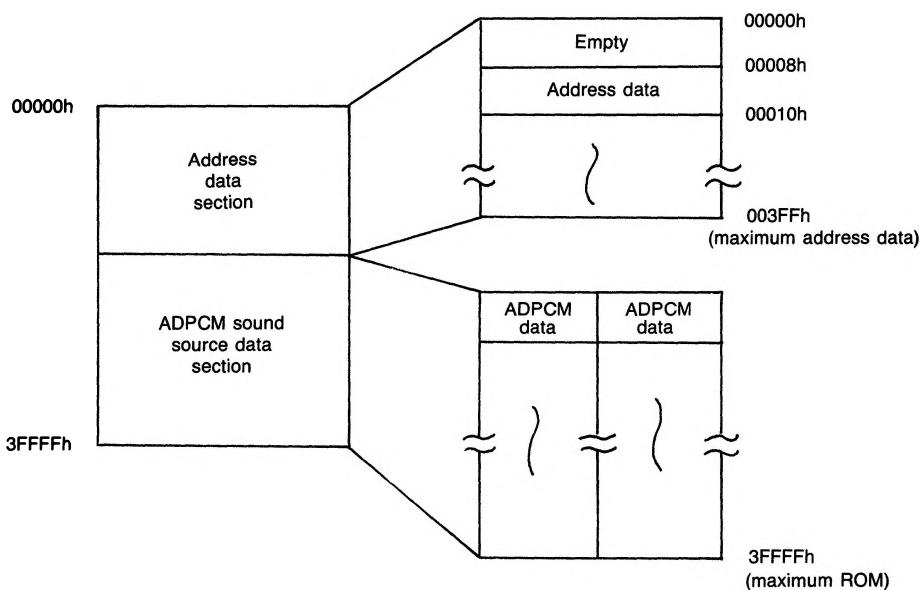 00000h
Address
data
section
ADPCM sound
source data
section
3FFFFh
Empty
Address data
00000h
00008h
00010h
003FFh
(maximum address data)
ADPCM
data
ADPCM
data
3FFFFh
(maximum ROM)